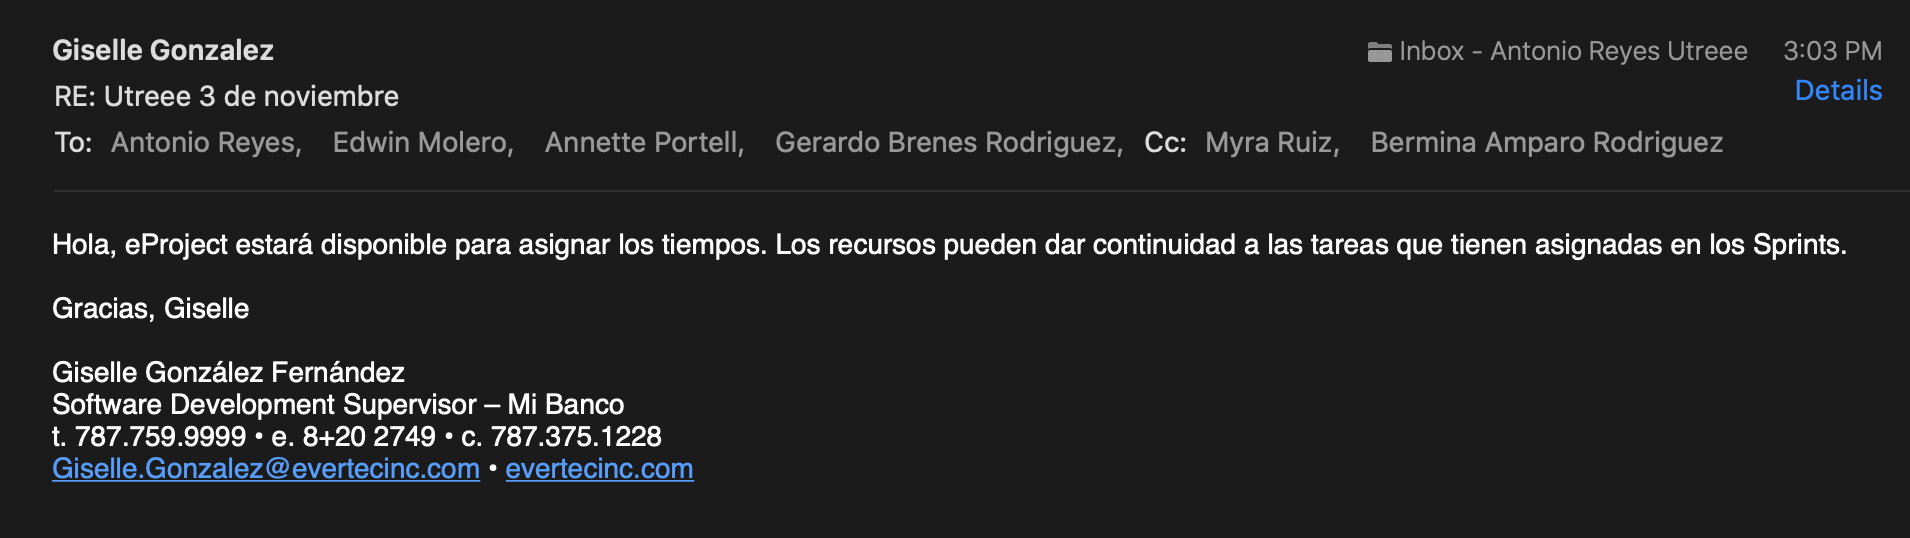 Giselle Gonzalez
Inbox - Antonio Reyes Utreee 3:03 PM
RE: Utreee 3 de noviembre
Details
To: Antonio Reyes, Edwin Molero, Annette Portell, Gerardo Brenes Rodriguez, Cc: Myra Ruiz, Bermina Amparo Rodriguez
Hola, eProject estará disponible para asignar los tiempos. Los recursos pueden dar continuidad a las tareas que tienen asignadas en los Sprints.
Gracias, Giselle
Giselle González Fernández
Software Development Supervisor – Mi Banco
t. 787.759.9999 • e. 8+20 2749 • c. 787.375.1228
Giselle.Gonzalez@evertecinc.com • evertecinc.com